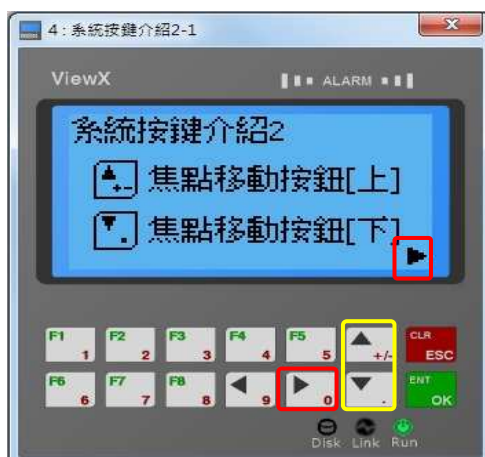 4 : 系統按鍵介紹2-1
ViewX
ALARM
系統按鍵介紹2
焦點移動按鈕[上]
焦點移動按鈕[下]
F1 1 F2 2 F3 3 F4 4 F5 5 +/- CLR ESC
F6 6 F7 7 F8 8 9 0 . ENT OK
Disk Link Run